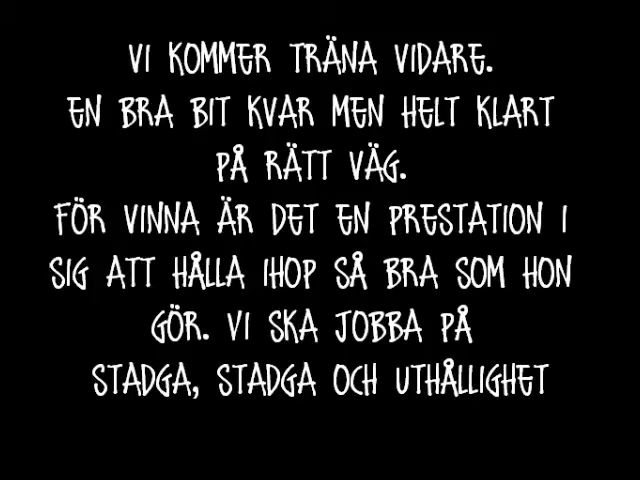 VI KOMMER TRÄNA VIDARE.
EN BRA BIT KVAR MEN HELT KLART
PÅ RÄTT VÄG.
FÖR VINNA ÄR DET EN PRESTATION I
SIG ATT HÅLLA IHOP SÅ BRA SOM HON
GÖR. VI SKA JOBBA PÅ
STADGA, STADGA OCH UTHÅLLIGHET